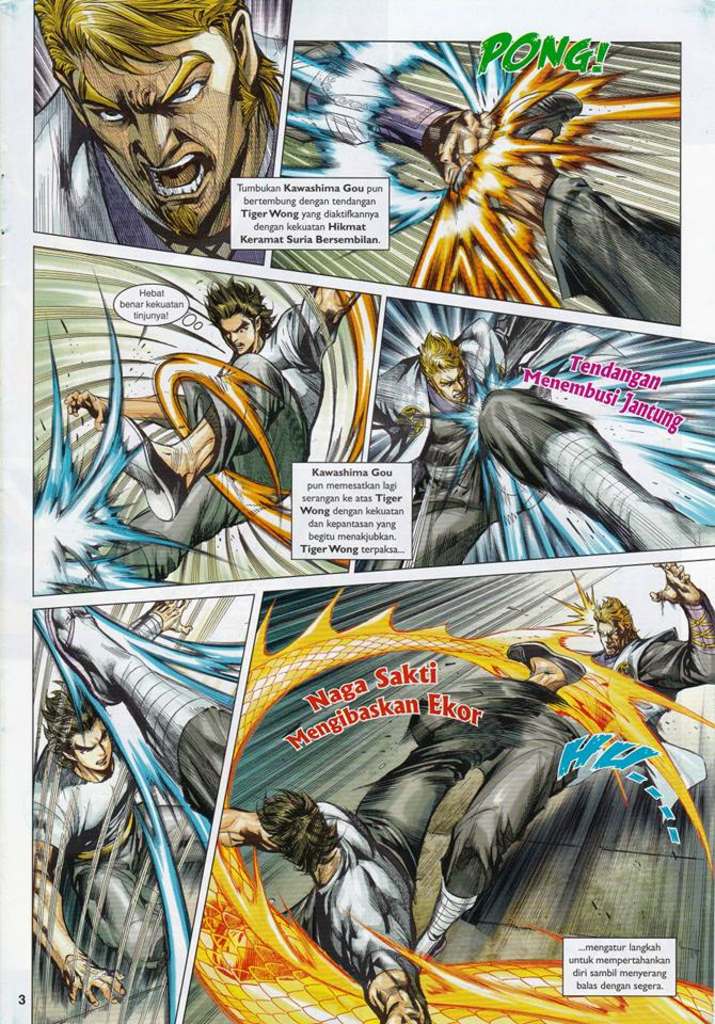 PONG!
Tumbukan Kawashima Gou pun
bertembung dengan tendangan
Tiger Wong yang diaktifkannya
dengan kekuatan Hikmat
Keramat Suria Bersembilan.
Hebat
benar kekuatan
tinjunya!
Tendangan
Menembusi Jantung
Kawashima Gou
pun memesatkan lagi
serangan ke atas Tiger
Wong dengan kekuatan
dan kepantasan yang
begitu menakjubkan.
Tiger Wong terpaksa...
Naga Sakti
Mengibaskan Ekor
HU....
...mengatur langkah
untuk mempertahankan
diri sambil menyerang
balas dengan segera.
3